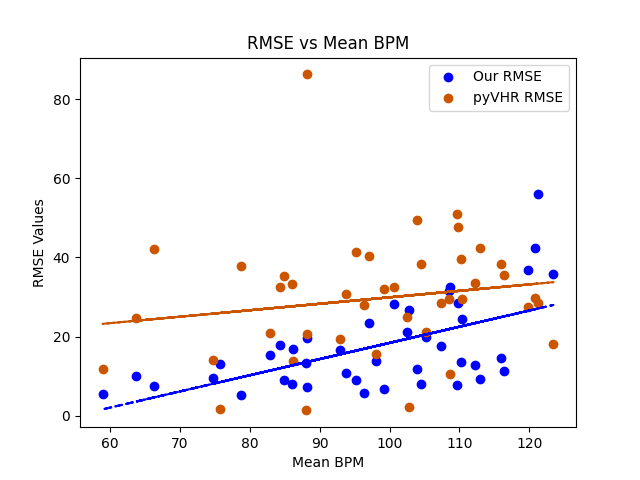 RMSE vs Mean BPM
Our RMSE
pyVHR RMSE
RMSE Values
80
60
40
20
0
60 70 80 90 100 110 120
Mean BPM